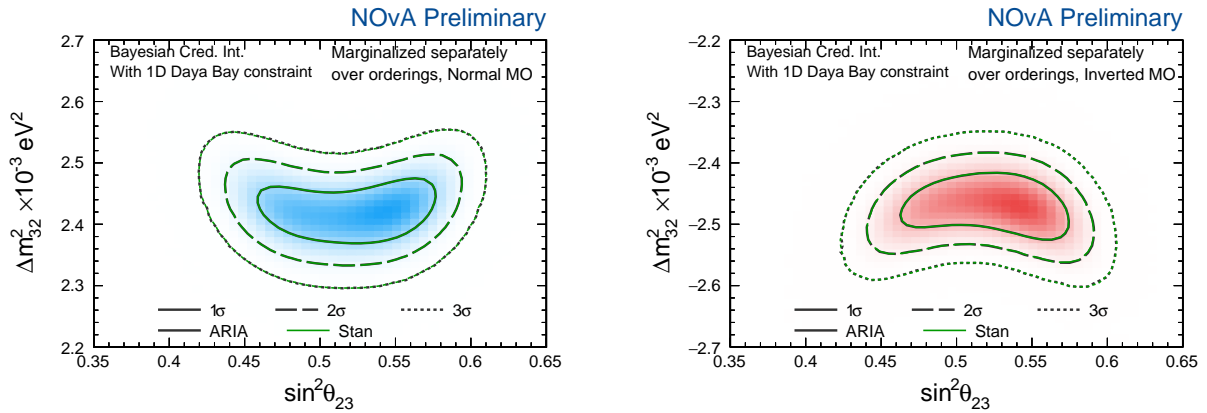 NOvA Preliminary
Bayesian Cred. Int.
With 1D Daya Bay constraint
Marginalized separately
over orderings, Normal MO
2.7
2.6
2.5
2.4
2.3
2.2
Δm²₃₂ ×10⁻³ eV²
1σ 2σ 3σ
ARIA Stan
0.35 0.4 0.45 0.5 0.55 0.6 0.65
sin²θ₂₃
NOvA Preliminary
Bayesian Cred. Int.
With 1D Daya Bay constraint
Marginalized separately
over orderings, Inverted MO
−2.2
−2.3
−2.4
−2.5
−2.6
−2.7
Δm²₃₂ ×10⁻³ eV²
1σ 2σ 3σ
ARIA Stan
0.35 0.4 0.45 0.5 0.55 0.6 0.65
sin²θ₂₃